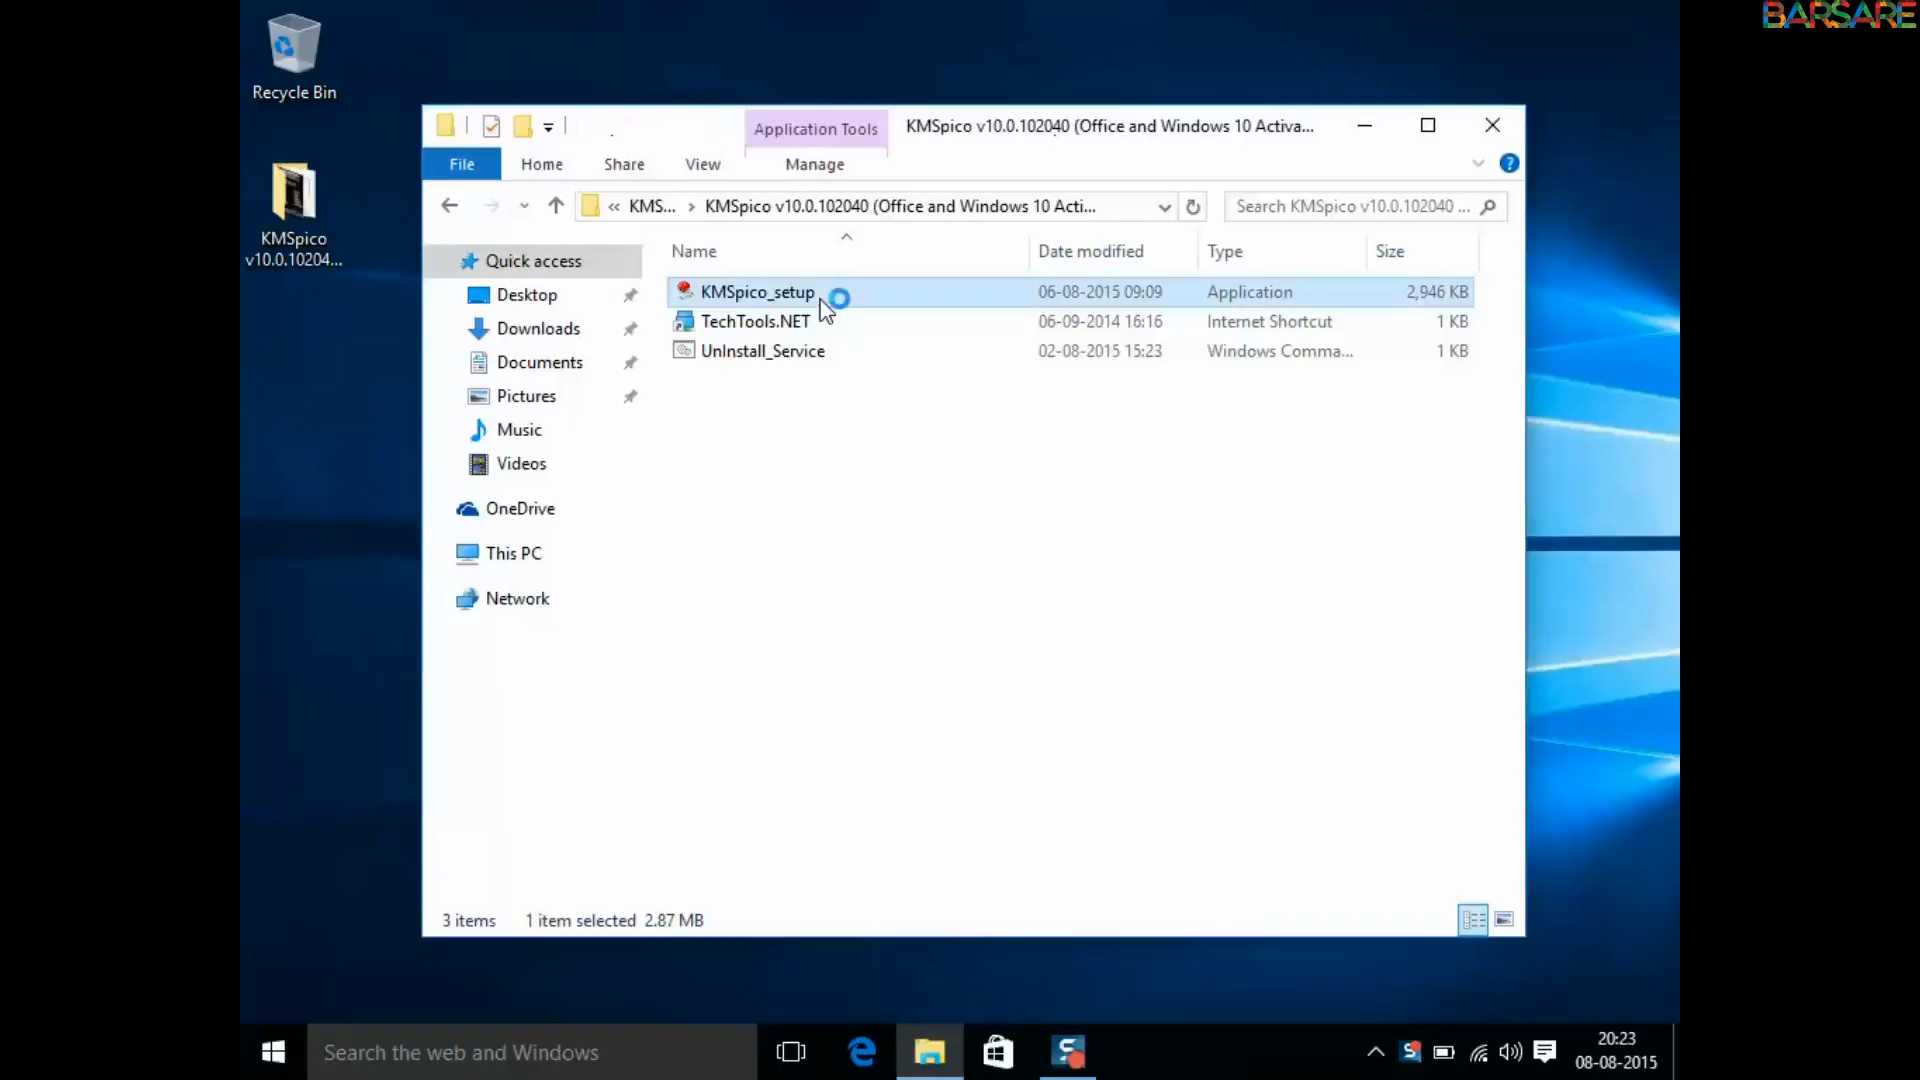 BARSARE
Recycle Bin
KMSpico
v10.0.10204...
Application Tools
KMSpico v10.0.102040 (Office and Windows 10 Activa...
File
Home
Share
View
Manage
« KMS... > KMSpico v10.0.102040 (Office and Windows 10 Acti...
Search KMSpico v10.0.102040 ...
Name
Date modified
Type
Size
Quick access
Desktop
Downloads
Documents
Pictures
Music
Videos
OneDrive
This PC
Network
KMSpico_setup 06-08-2015 09:09 Application 2,946 KB
TechTools.NET 06-09-2014 16:16 Internet Shortcut 1 KB
UnInstall_Service 02-08-2015 15:23 Windows Comma... 1 KB
3 items 1 item selected 2.87 MB
Search the web and Windows
20:23
08-08-2015